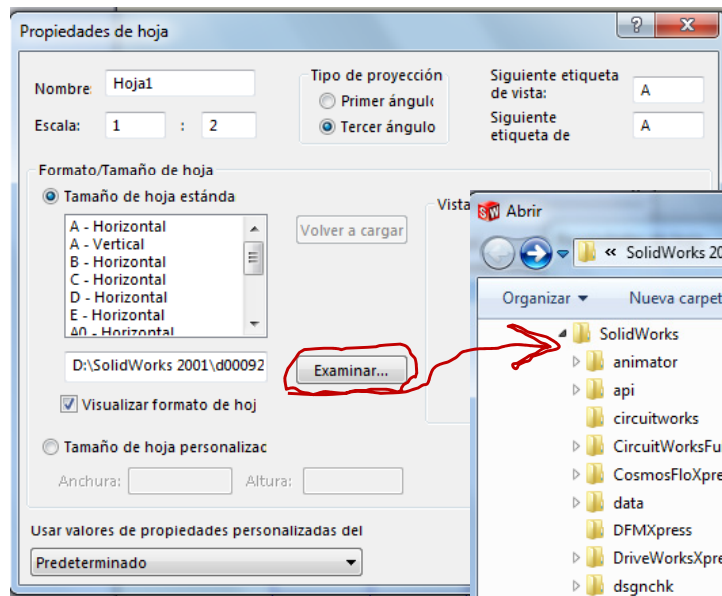 Propiedades de hoja
Nombre: Hoja1
Escala: 1 : 2
Tipo de proyección
Primer ángulo
Tercer ángulo
Siguiente etiqueta
de vista: A
Siguiente
etiqueta de A
Formato/Tamaño de hoja
Tamaño de hoja estánda
A - Horizontal
A - Vertical
B - Horizontal
C - Horizontal
D - Horizontal
E - Horizontal
A0 - Horizontal
Volver a cargar
Vista
D:\SolidWorks 2001\d00092
Examinar...
Visualizar formato de hoj
Tamaño de hoja personalizac
Anchura:
Altura:
Usar valores de propiedades personalizadas del
Predeterminado
SW Abrir
« SolidWorks 20
Organizar
Nueva carpet
SolidWorks
animator
api
circuitworks
CircuitWorksFu
CosmosFloXpre
data
DFMXpress
DriveWorksXpre
dsgnchk